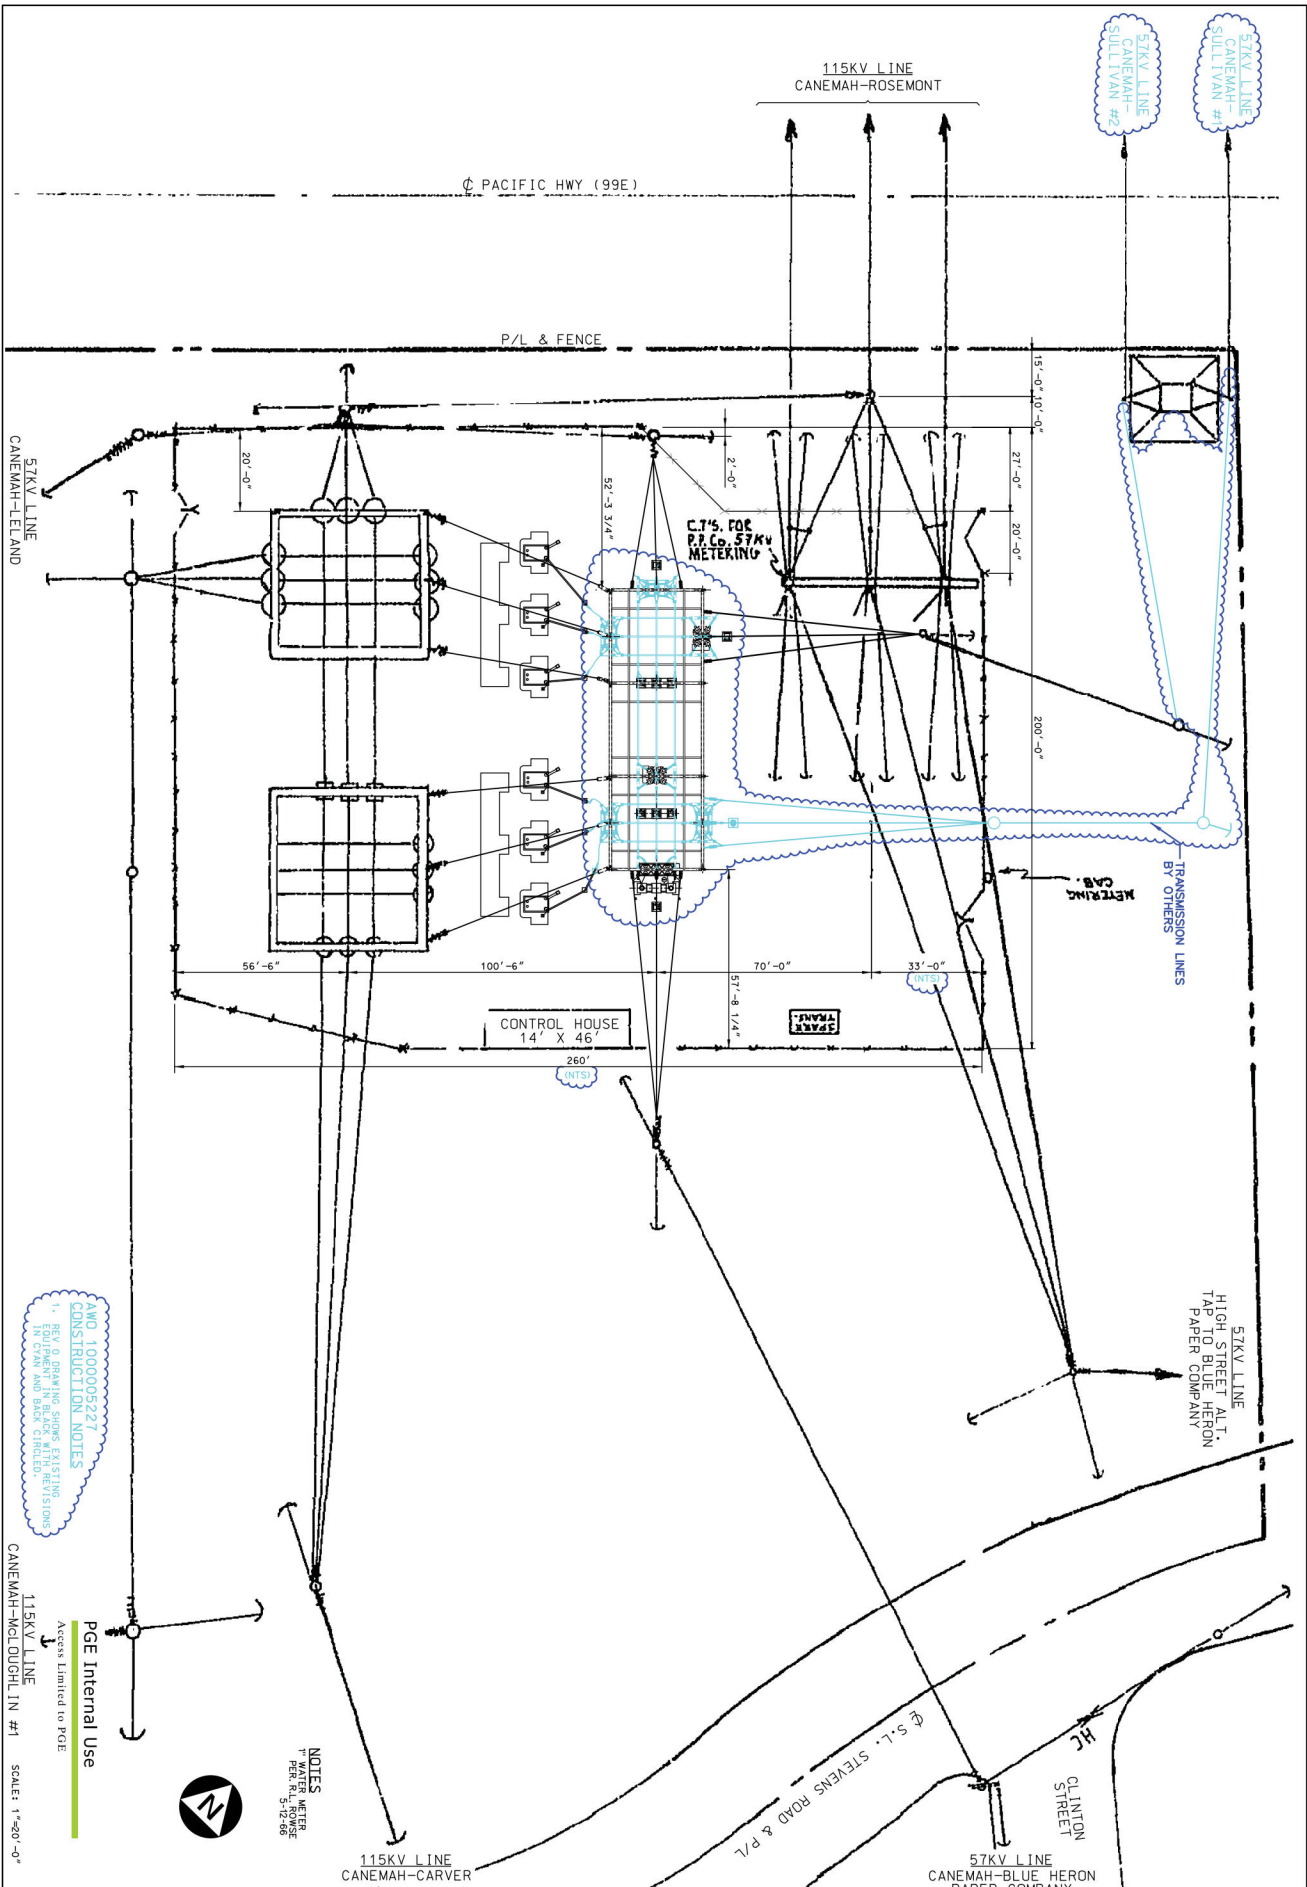 57KV LINE
CANEMAH-
SULLIVAN #2
57KV LINE
CANEMAH-
SULLIVAN #1
115KV LINE
CANEMAH-ROSEMONT
℄ PACIFIC HWY (99E)
P/L & FENCE
15'-0"
10'-0"
27'-0"
20'-0"
200'-0"
2'-0"
20'-0"
52'-3 3/4"
C.T'S. FOR
P.P.Co. 57KV
METERING
57KV LINE
CANEMAH-LELAND
METERING
CAB.
TRANSMISSION LINES
BY OTHERS
56'-6"
100'-6"
70'-0"
33'-0"
(NTS)
57'-8 1/4"
CONTROL HOUSE
14' X 46'
SPARE
TRANS.
260'
(NTS)
57KV LINE
HIGH STREET ALT.
TAP TO BLUE HERON
PAPER COMPANY
AWO 1000005227
CONSTRUCTION NOTES
1. REV 0 DRAWING SHOWS EXISTING
EQUIPMENT IN BLACK WITH REVISIONS
IN CYAN AND BACK CIRCLED.
115KV LINE
CANEMAH-McLOUGHLIN #1
SCALE: 1"=20'-0"
PGE Internal Use
Access Limited to PGE
NOTES
1" WATER METER
PER. R.L. ROWSE
5-12-66
N
115KV LINE
CANEMAH-CARVER
℄ S.L. STEVENS ROAD & P/L
HC
CLINTON
STREET
57KV LINE
CANEMAH-BLUE HERON
PAPER COMPANY